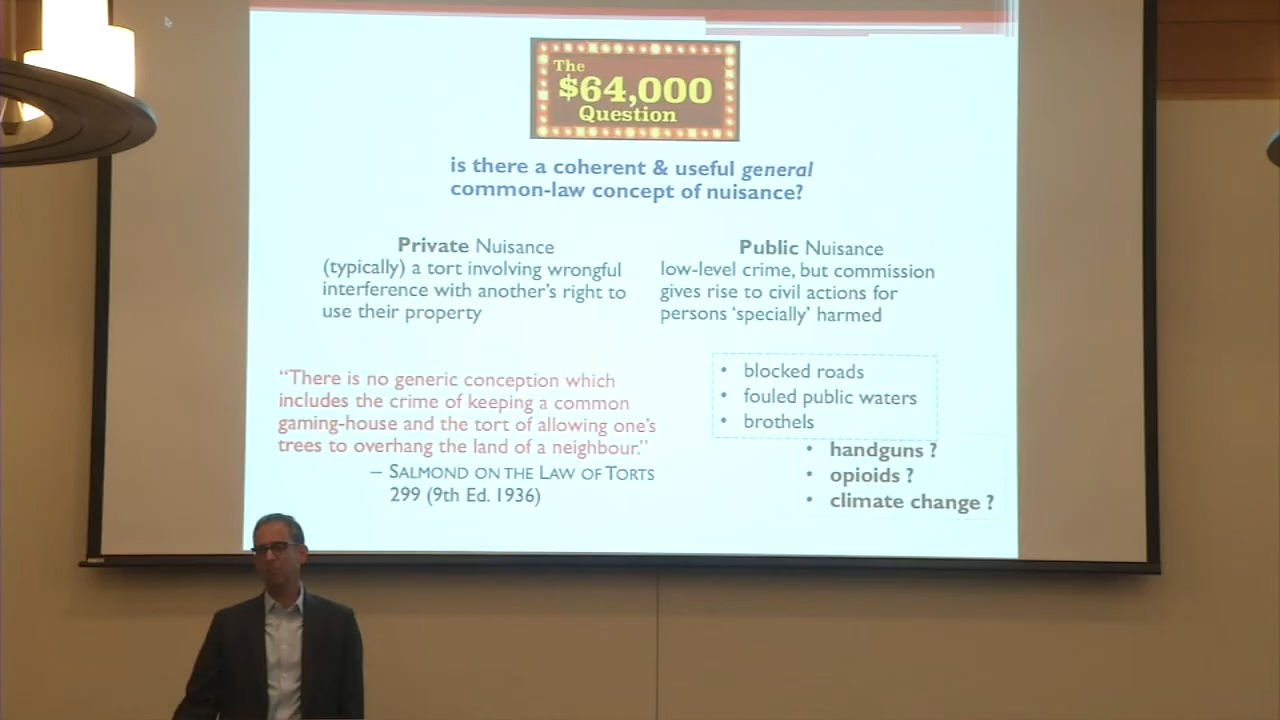 The
$64,000
Question
is there a coherent & useful general
common-law concept of nuisance?
Private Nuisance
(typically) a tort involving wrongful
interference with another's right to
use their property
Public Nuisance
low-level crime, but commission
gives rise to civil actions for
persons 'specially' harmed
"There is no generic conception which
includes the crime of keeping a common
gaming-house and the tort of allowing one's
trees to overhang the land of a neighbour."
– SALMOND ON THE LAW OF TORTS
299 (9th Ed. 1936)
• blocked roads
• fouled public waters
• brothels
• handguns ?
• opioids ?
• climate change ?